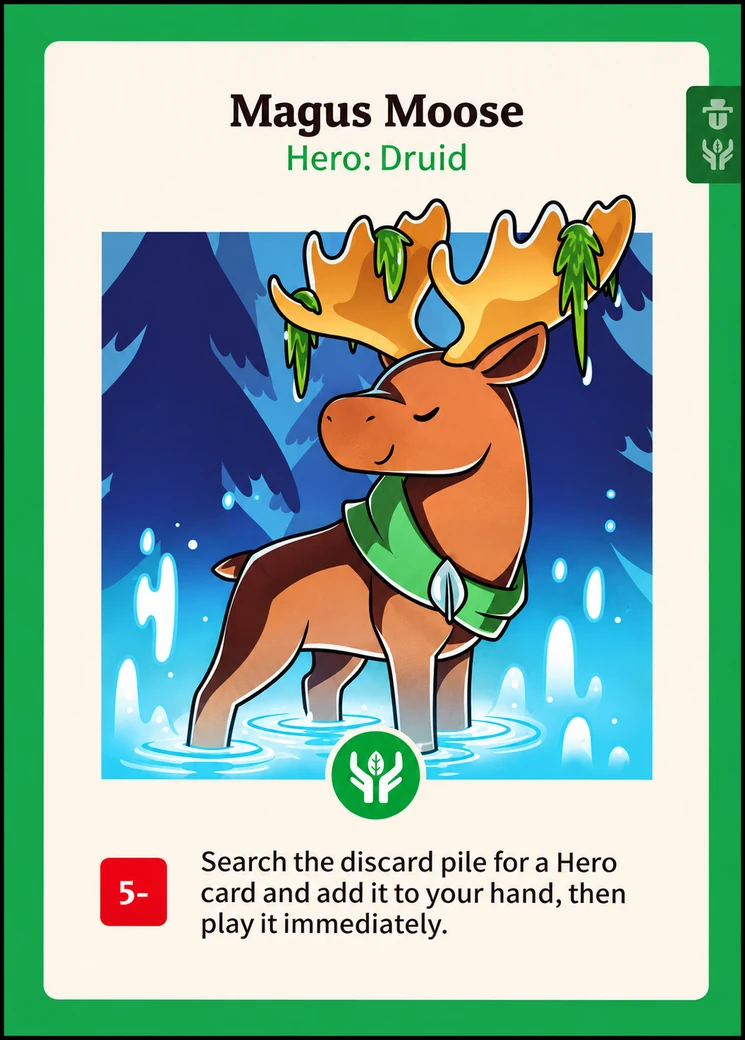 Magus Moose
Hero: Druid
5-
Search the discard pile for a Hero
card and add it to your hand, then
play it immediately.